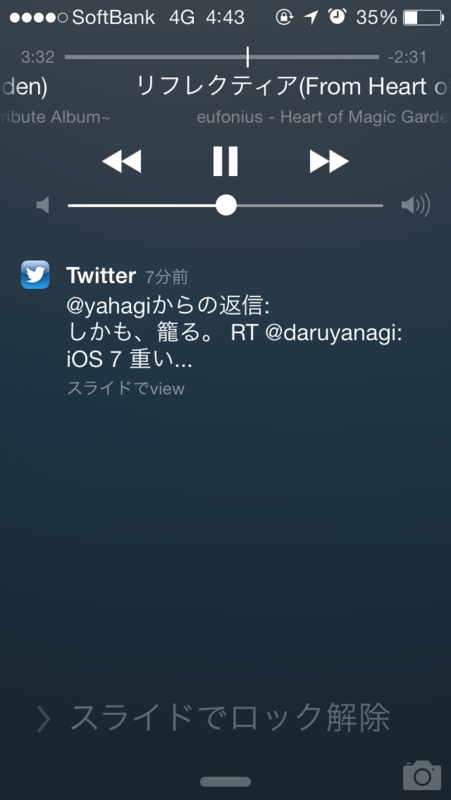 SoftBank 4G 4:43 35%
3:32 -2:31
den) リフレクティア(From Heart o
ribute Album~ eufonius - Heart of Magic Garde
Twitter 7分前
@yahagiからの返信:
しかも、籠る。 RT @daruyanagi:
iOS 7 重い...
スライドでview
スライドでロック解除